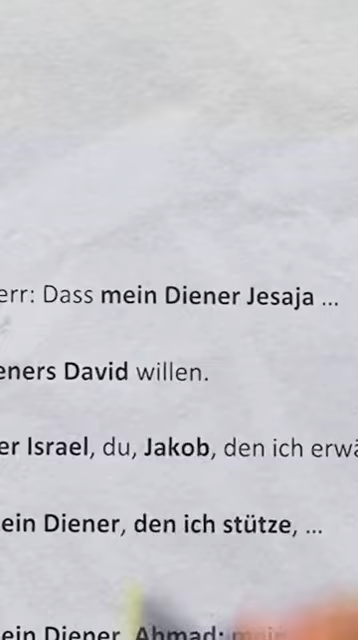 err: Dass mein Diener Jesaja ...
eners David willen.
er Israel, du, Jakob, den ich erwä
ein Diener, den ich stütze, ...
ein Diener, Ahmad: